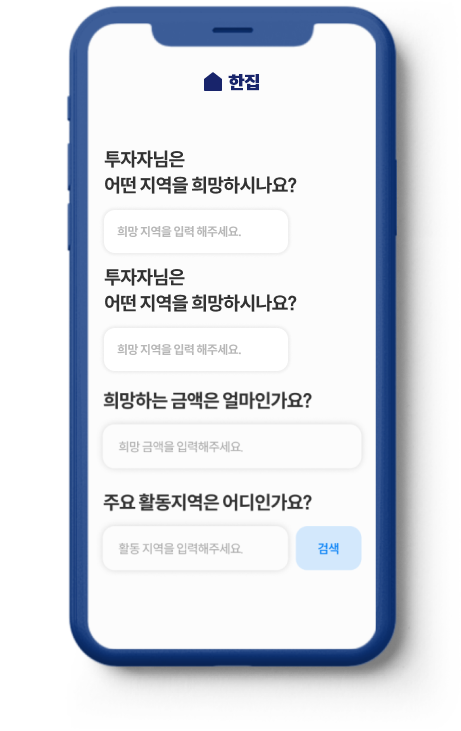 한집
투자자님은
어떤 지역을 희망하시나요?
희망 지역을 입력 해주세요.
투자자님은
어떤 지역을 희망하시나요?
희망 지역을 입력 해주세요.
희망하는 금액은 얼마인가요?
희망 금액을 입력해주세요.
주요 활동지역은 어디인가요?
활동 지역을 입력해주세요.
검색